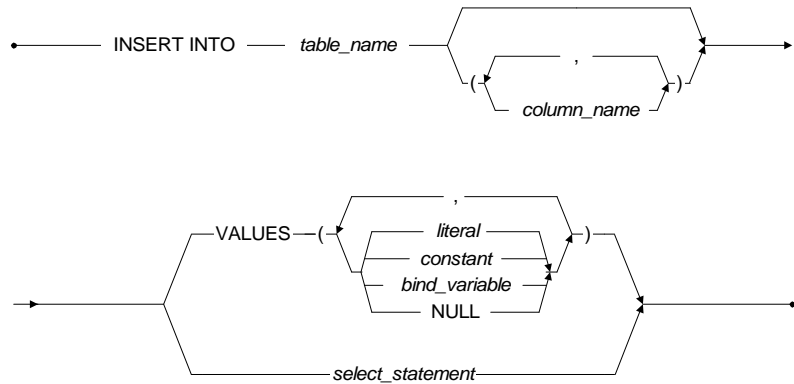 INSERT INTO table_name
,
( column_name )
,
VALUES ( literal )
constant
bind_variable
NULL
select_statement